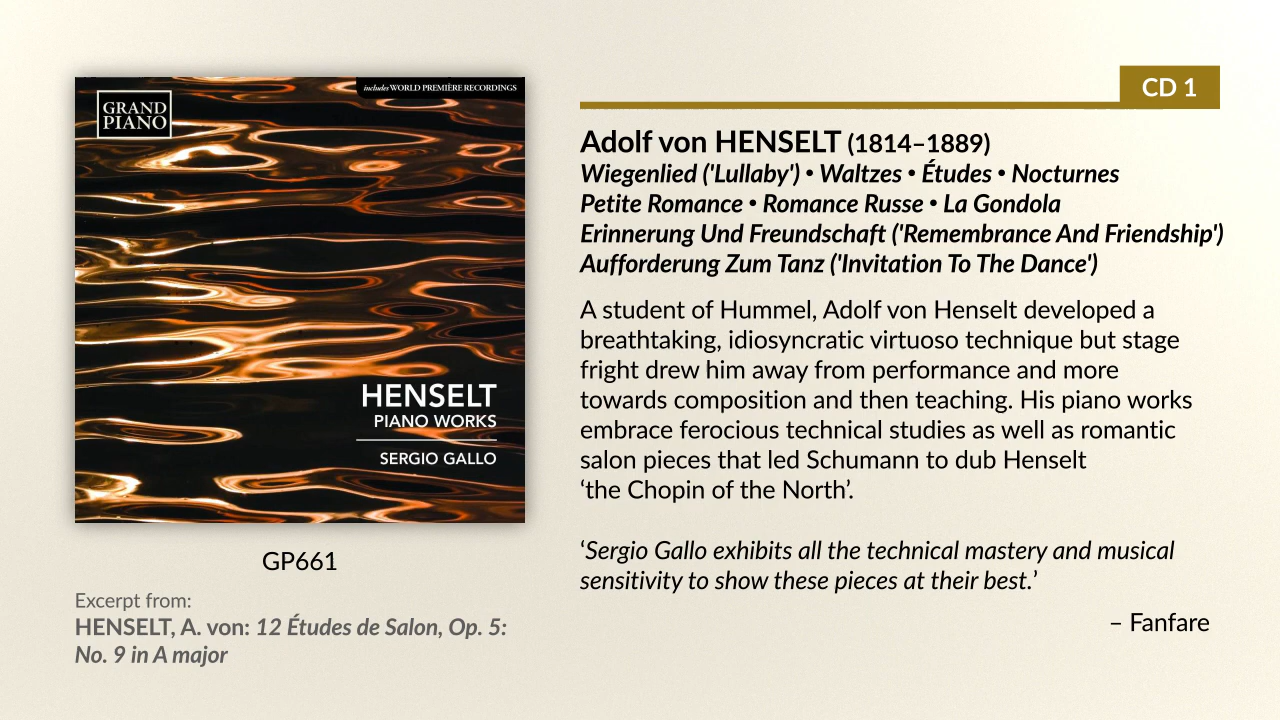 includes WORLD PREMIÈRE RECORDINGS
GRAND
PIANO
HENSELT
PIANO WORKS
SERGIO GALLO
GP661
Excerpt from:
HENSELT, A. von: 12 Études de Salon, Op. 5:
No. 9 in A major
CD 1
Adolf von HENSELT (1814–1889)
Wiegenlied ('Lullaby') • Waltzes • Études • Nocturnes
Petite Romance • Romance Russe • La Gondola
Erinnerung Und Freundschaft ('Remembrance And Friendship')
Aufforderung Zum Tanz ('Invitation To The Dance')
A student of Hummel, Adolf von Henselt developed a
breathtaking, idiosyncratic virtuoso technique but stage
fright drew him away from performance and more
towards composition and then teaching. His piano works
embrace ferocious technical studies as well as romantic
salon pieces that led Schumann to dub Henselt
‘the Chopin of the North’.
‘Sergio Gallo exhibits all the technical mastery and musical
sensitivity to show these pieces at their best.’
– Fanfare